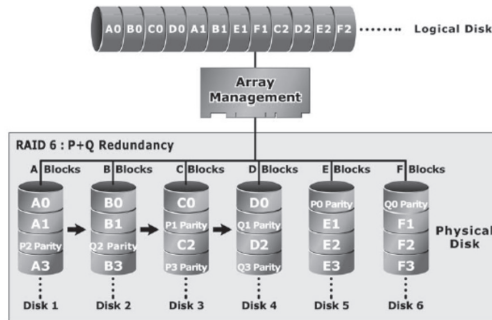 A0 B0 C0 D0 A1 B1 E1 F1 C2 D2 E2 F2
Logical Disk
Array
Management
RAID 6 : P+Q Redundancy
A Blocks B Blocks C Blocks D Blocks E Blocks F Blocks
A0 B0 C0 D0 P0 Parity Q0 Parity
A1 B1 P1 Parity Q1 Parity E1 F1
P2 Parity Q2 Parity C2 D2 E2 F2
A3 B3 P3 Parity Q3 Parity E3 F3
Physical
Disk
Disk 1 Disk 2 Disk 3 Disk 4 Disk 5 Disk 6